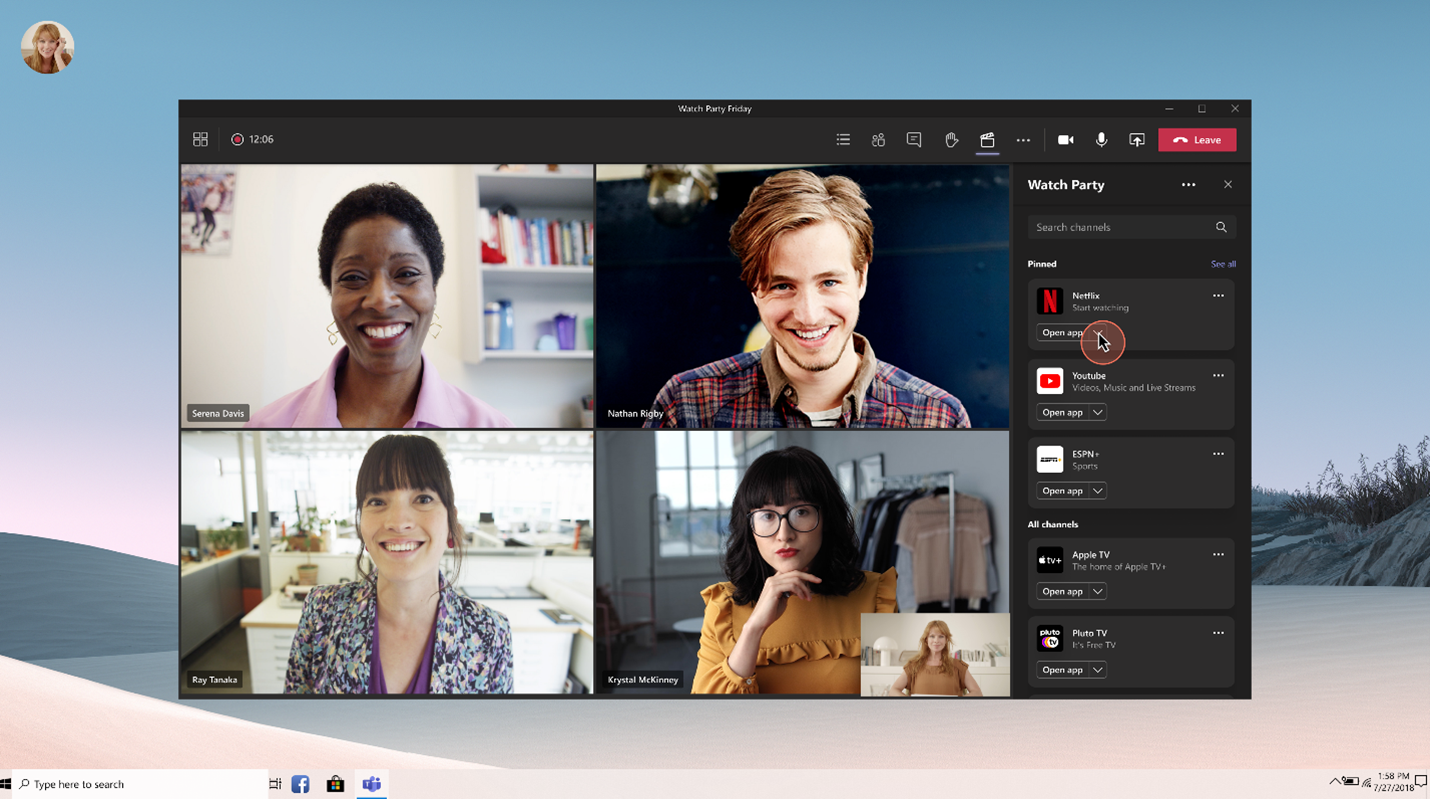 Watch Party Friday
12:06
Leave
Serena Davis
Nathan Rigby
Ray Tanaka
Krystal McKinney
Watch Party
Search channels
Pinned
See all
Netflix
Start watching
Open app
Youtube
Videos, Music and Live Streams
Open app
ESPN+
Sports
Open app
All channels
tv+
Apple TV
The home of Apple TV+
Open app
pluto
tv
Pluto TV
It's Free TV
Open app
Type here to search
1:58 PM
7/27/2018